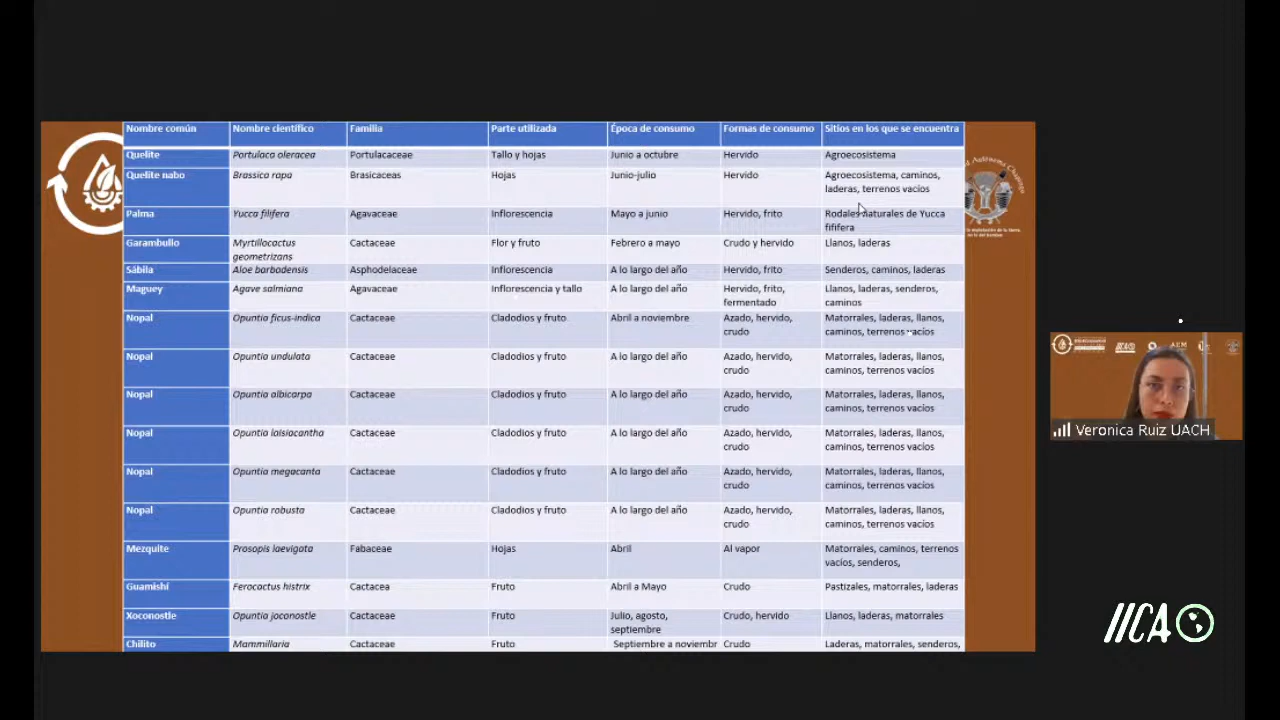 Nombre común Nombre científico Familia Parte utilizada Época de consumo Formas de consumo Sitios en los que se encuentra
Quelite Portulaca oleracea Portulacaceae Tallo y hojas Junio a octubre Hervido Agroecosistema
Quelite nabo Brassica rapa Brasicaceas Hojas Junio-julio Hervido Agroecosistema, caminos,
laderas, terrenos vacíos
Palma Yucca filifera Agavaceae Inflorescencia Mayo a junio Hervido, frito Rodales naturales de Yucca
fififera
Garambullo Myrtillocactus Cactaceae Flor y fruto Febrero a mayo Crudo y hervido Llanos, laderas
geometrizans
Sábila Aloe barbadensis Asphodelaceae Inflorescencia A lo largo del año Hervido, frito Senderos, caminos, laderas
Maguey Agave salmiana Agavaceae Inflorescencia y tallo A lo largo del año Hervido, frito, Llanos, laderas, senderos,
fermentado caminos
Nopal Opuntia ficus-indica Cactaceae Cladodios y fruto Abril a noviembre Azado, hervido, Matorrales, laderas, llanos,
crudo caminos, terrenos vacíos
Nopal Opuntia undulata Cactaceae Cladodios y fruto A lo largo del año Azado, hervido, Matorrales, laderas, llanos,
crudo caminos, terrenos vacíos
Nopal Opuntia albicarpa Cactaceae Cladodios y fruto A lo largo del año Azado, hervido, Matorrales, laderas, llanos,
crudo caminos, terrenos vacíos
Nopal Opuntia laisiacantha Cactaceae Cladodios y fruto A lo largo del año Azado, hervido, Matorrales, laderas, llanos,
crudo caminos, terrenos vacíos
Nopal Opuntia megacanta Cactaceae Cladodios y fruto A lo largo del año Azado, hervido, Matorrales, laderas, llanos,
crudo caminos, terrenos vacíos
Nopal Opuntia robusta Cactaceae Cladodios y fruto A lo largo del año Azado, hervido, Matorrales, laderas, llanos,
crudo caminos, terrenos vacíos
Mezquite Prosopis laevigata Fabaceae Hojas Abril Al vapor Matorrales, caminos, terrenos
vacíos, senderos,
Guamishí Ferocactus histrix Cactacea Fruto Abril a Mayo Crudo Pastizales, matorrales, laderas
Xoconostle Opuntia joconostle Cactaceae Fruto Julio, agosto, Crudo, hervido Llanos, laderas, matorrales
septiembre
Chilito Mammillaria Cactaceae Fruto Septiembre a noviembr Crudo Laderas, matorrales, senderos,
Veronica Ruiz UACH
IICA